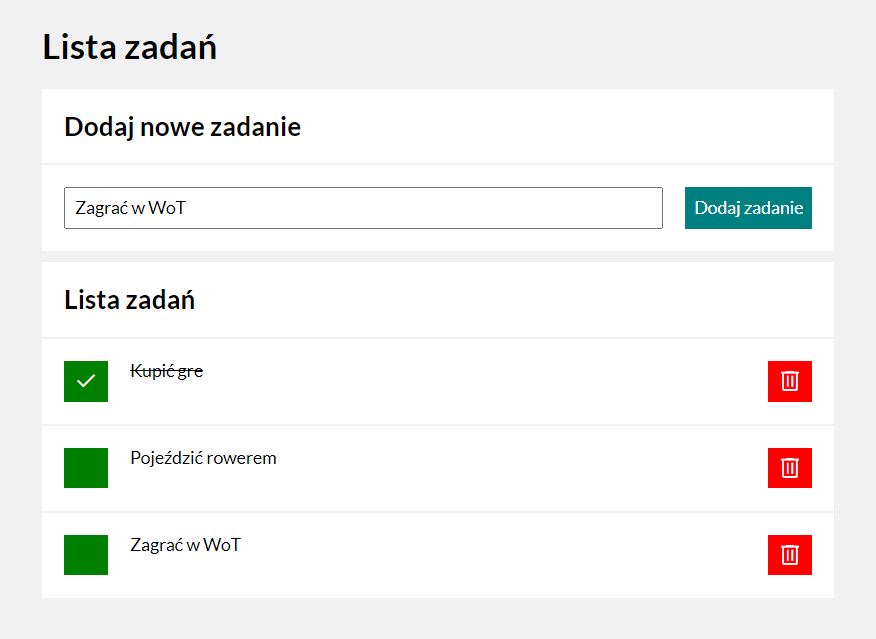 Lista zadań
Dodaj nowe zadanie
Zagrać w WoT
Dodaj zadanie
Lista zadań
Kupić gre
Pojeździć rowerem
Zagrać w WoT